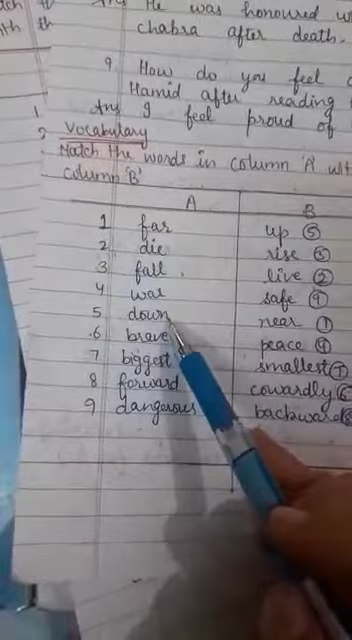 Ans He was honoured w
chabra after death.
9 How do you feel
Hamid after reading
Ans I feel proud of
Vocabulary
Match the words in column 'A' wit
column 'B'
A B
1 far up ⑤
2 die rise ③
3 fall live ②
4 war safe ⑨
5 down near ①
6 brave peace ④
7 biggest smallest ⑦
8 forward cowardly ⑥
9 dangerous backward ⑧